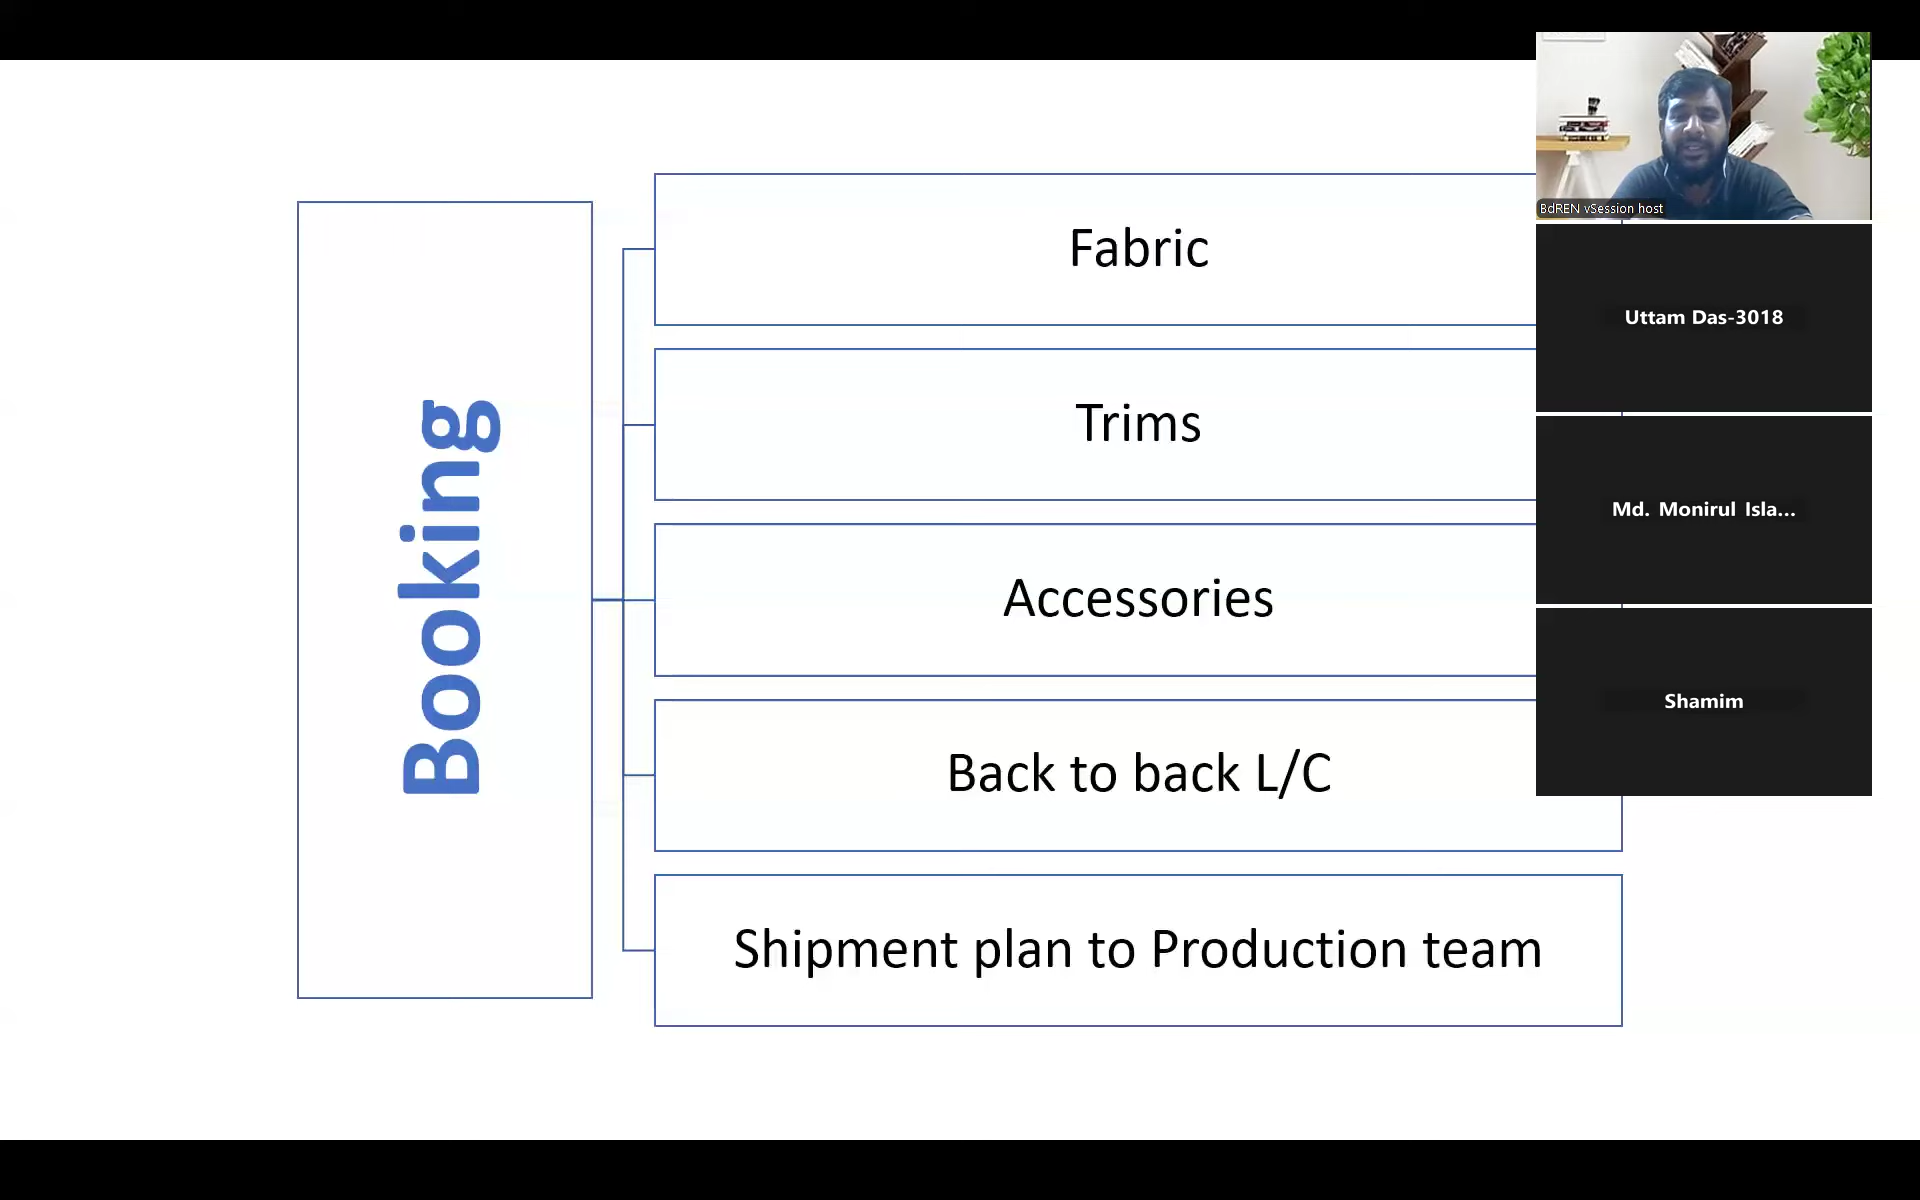 Booking
Fabric
Trims
Accessories
Back to back L/C
Shipment plan to Production team
BdREN vSession host
Uttam Das-3018
Md. Monirul Isla...
Shamim